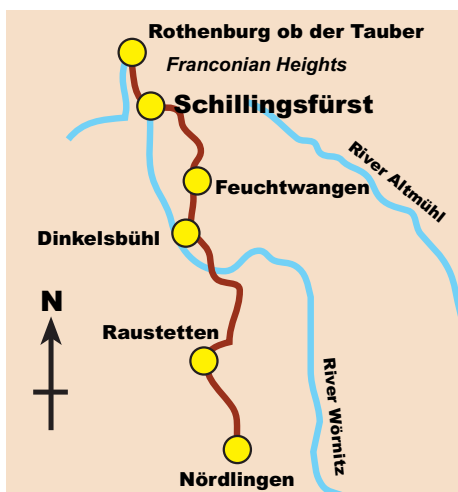 Rothenburg ob der Tauber
Franconian Heights
Schillingsfürst
River Altmühl
Feuchtwangen
Dinkelsbühl
N
Raustetten
River Wörnitz
Nördlingen